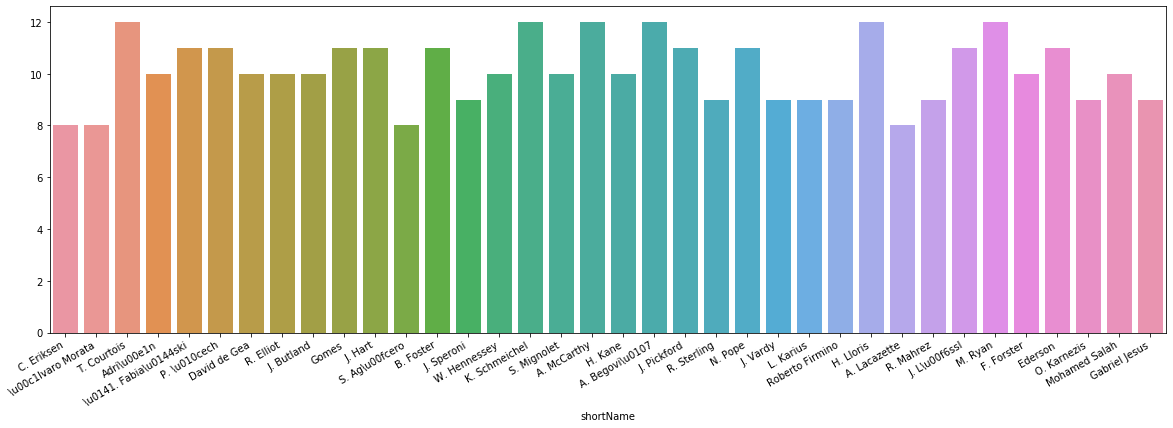 12
10
8
6
4
2
0
C. Eriksen
\u00c1lvaro Morata
T. Courtois
Adri\u00e1n
\u0141. Fabia\u0144ski
P. \u010cech
David de Gea
R. Elliot
J. Butland
Gomes
J. Hart
S. Ag\u00fcero
B. Foster
J. Speroni
W. Hennessey
K. Schmeichel
S. Mignolet
A. McCarthy
H. Kane
A. Begovi\u0107
J. Pickford
R. Sterling
N. Pope
J. Vardy
L. Karius
Roberto Firmino
H. Lloris
A. Lacazette
R. Mahrez
J. L\u00f6ssl
M. Ryan
F. Forster
Ederson
O. Karnezis
Mohamed Salah
Gabriel Jesus
shortName